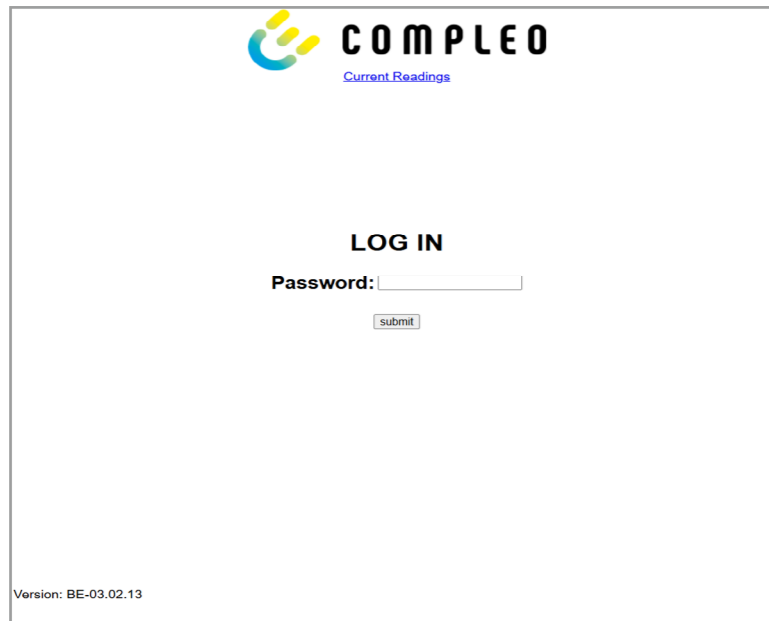 COMPLEO
Current Readings
LOG IN
Password:
submit
Version: BE-03.02.13